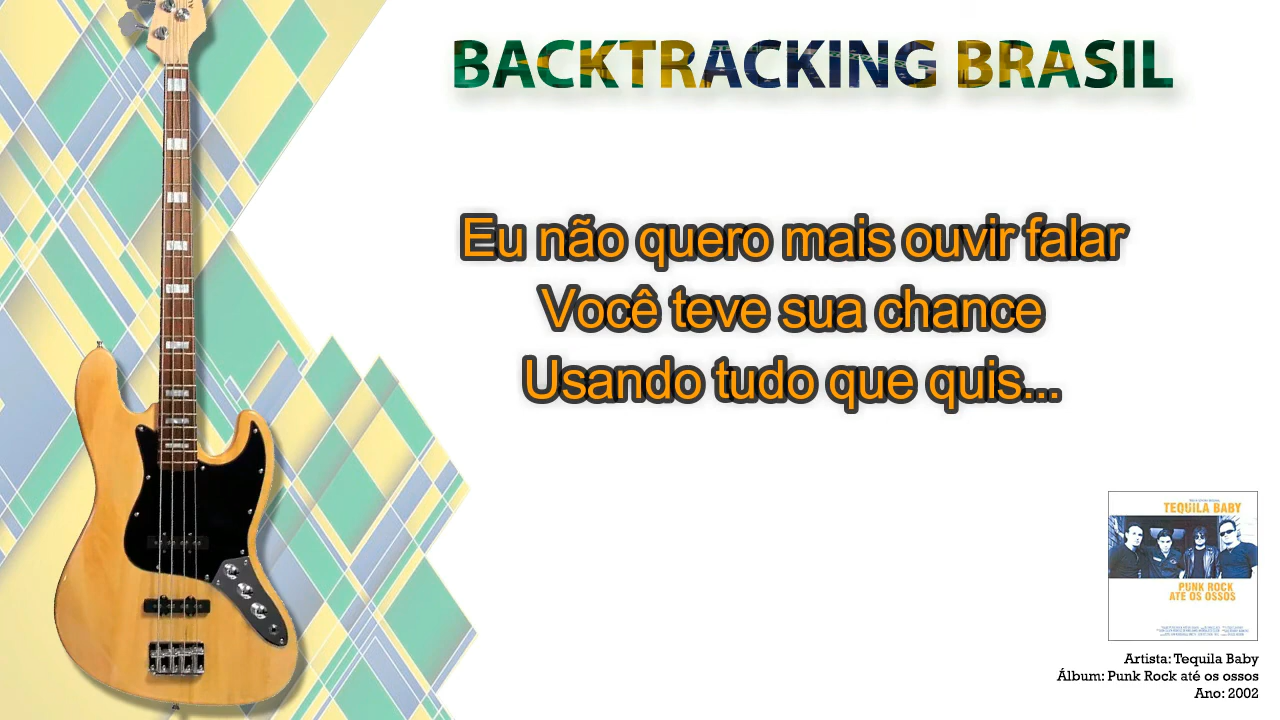 BACKTRACKING BRASIL
Eu não quero mais ouvir falar
Você teve sua chance
Usando tudo que quis...
TEQUILA BABY
PUNK ROCK
ATÉ OS OSSOS
Artista: Tequila Baby
Álbum: Punk Rock até os ossos
Ano: 2002